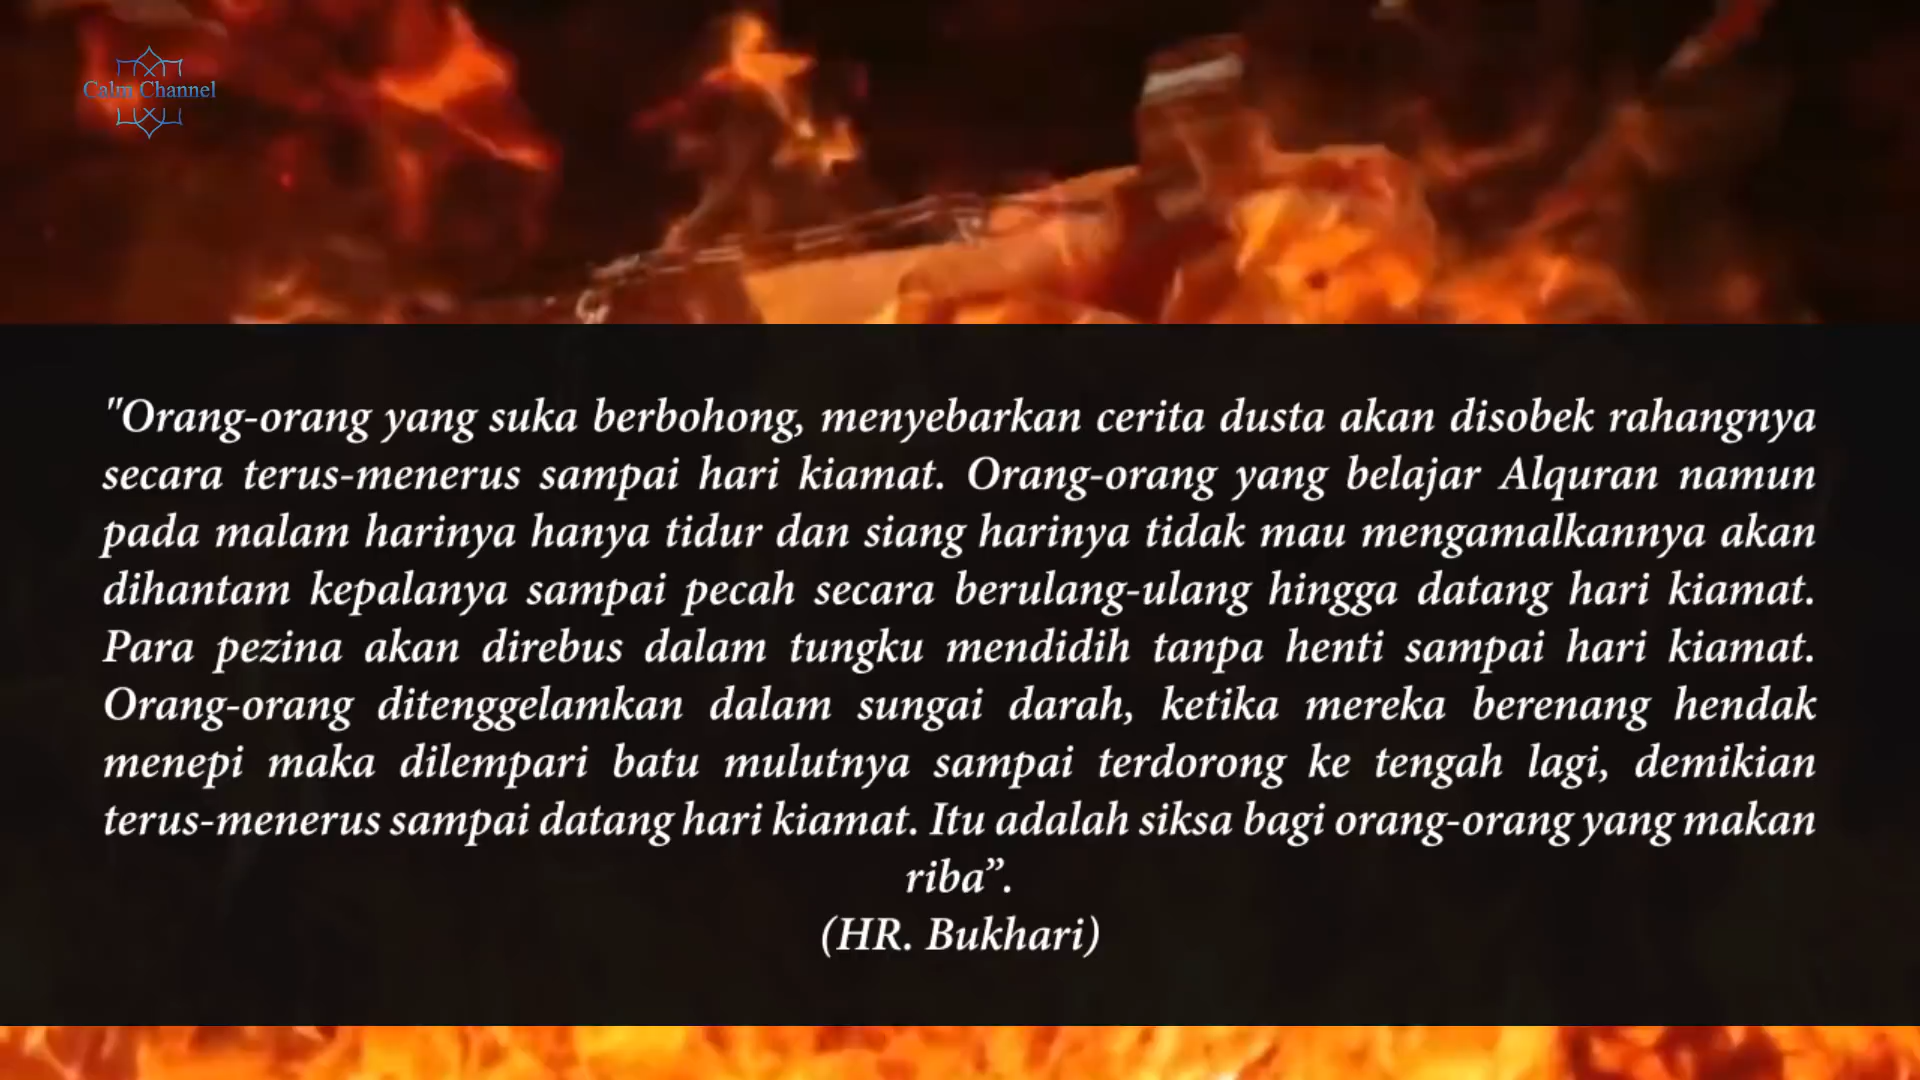 Calm Channel
"Orang-orang yang suka berbohong, menyebarkan cerita dusta akan disobek rahangnya
secara terus-menerus sampai hari kiamat. Orang-orang yang belajar Alquran namun
pada malam harinya hanya tidur dan siang harinya tidak mau mengamalkannya akan
dihantam kepalanya sampai pecah secara berulang-ulang hingga datang hari kiamat.
Para pezina akan direbus dalam tungku mendidih tanpa henti sampai hari kiamat.
Orang-orang ditenggelamkan dalam sungai darah, ketika mereka berenang hendak
menepi maka dilempari batu mulutnya sampai terdorong ke tengah lagi, demikian
terus-menerus sampai datang hari kiamat. Itu adalah siksa bagi orang-orang yang makan
riba”.
(HR. Bukhari)